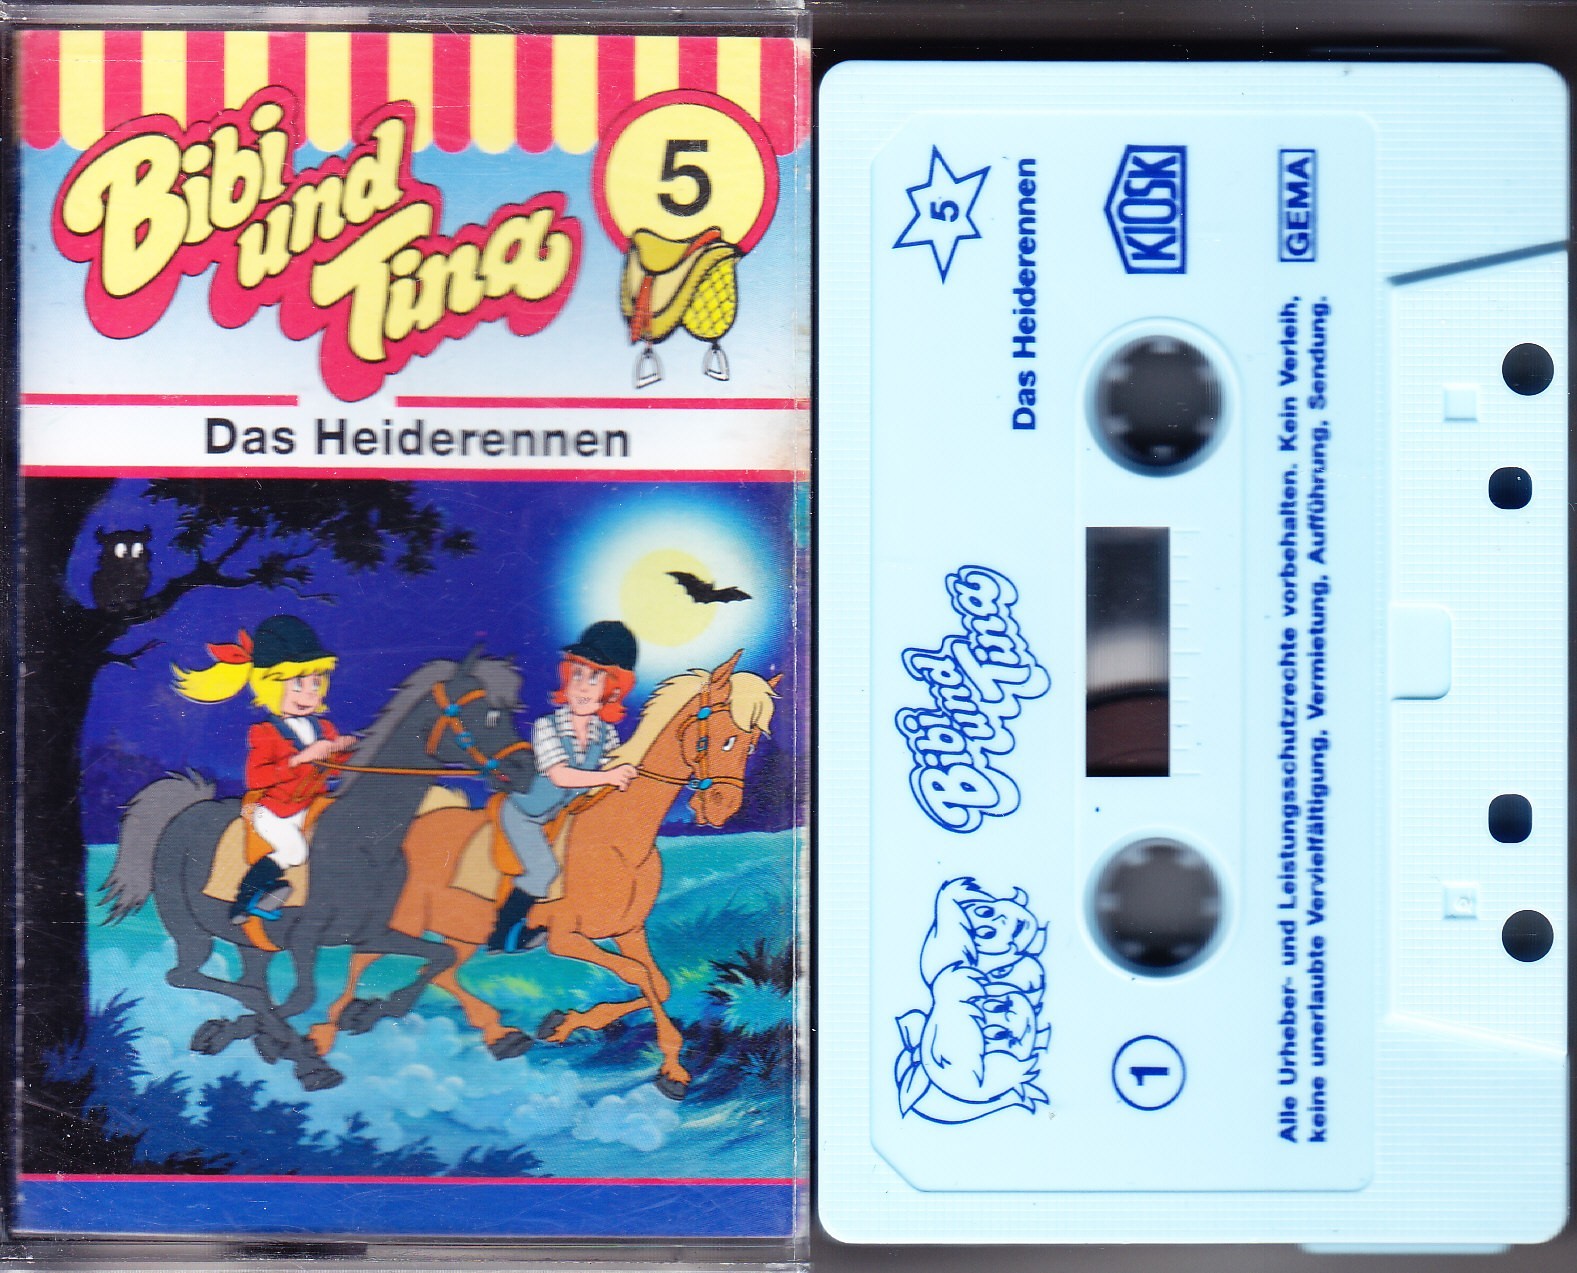 Bibi
und
Tina
5
Das Heiderennen
5
Das Heiderennen
KIOSK
GEMA
Bibi
und
Tina
1
Alle Urheber- und Leistungsschutzrechte vorbehalten. Kein Verleih,
keine unerlaubte Vervielfältigung, Vermietung, Aufführung, Sendung.